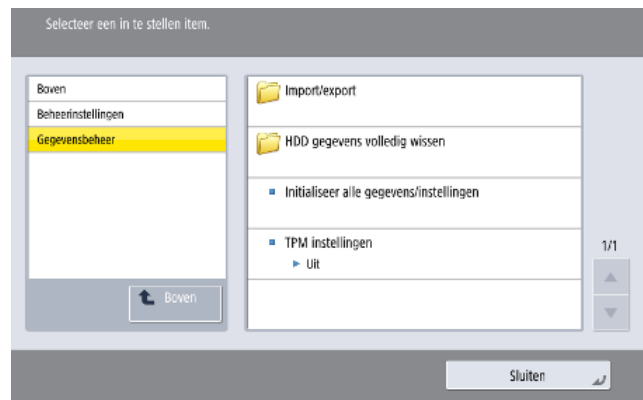 Selecteer een in te stellen item.
Boven
Beheerinstellingen
Gegevensbeheer
Boven
Import/export
HDD gegevens volledig wissen
Initialiseer alle gegevens/instellingen
TPM instellingen
Uit
1/1
Sluiten